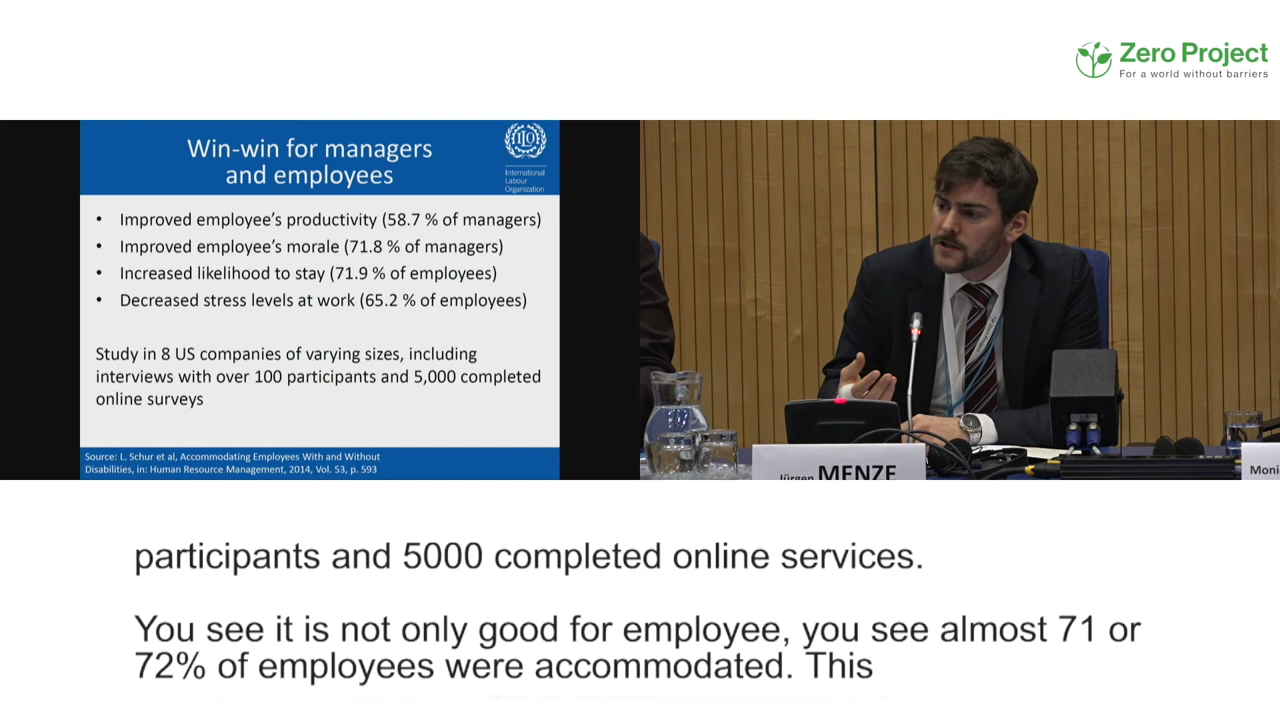 Zero Project
For a world without barriers
Win-win for managers
and employees
International
Labour
Organization
• Improved employee's productivity (58.7 % of managers)
• Improved employee's morale (71.8 % of managers)
• Increased likelihood to stay (71.9 % of employees)
• Decreased stress levels at work (65.2 % of employees)
Study in 8 US companies of varying sizes, including
interviews with over 100 participants and 5,000 completed
online surveys
Source: L. Schur et al, Accommodating Employees With and Without
Disabilities, in: Human Resource Management, 2014, Vol. 53, p. 593
Jürgen MENZE
Moni
participants and 5000 completed online services.
You see it is not only good for employee, you see almost 71 or
72% of employees were accommodated. This